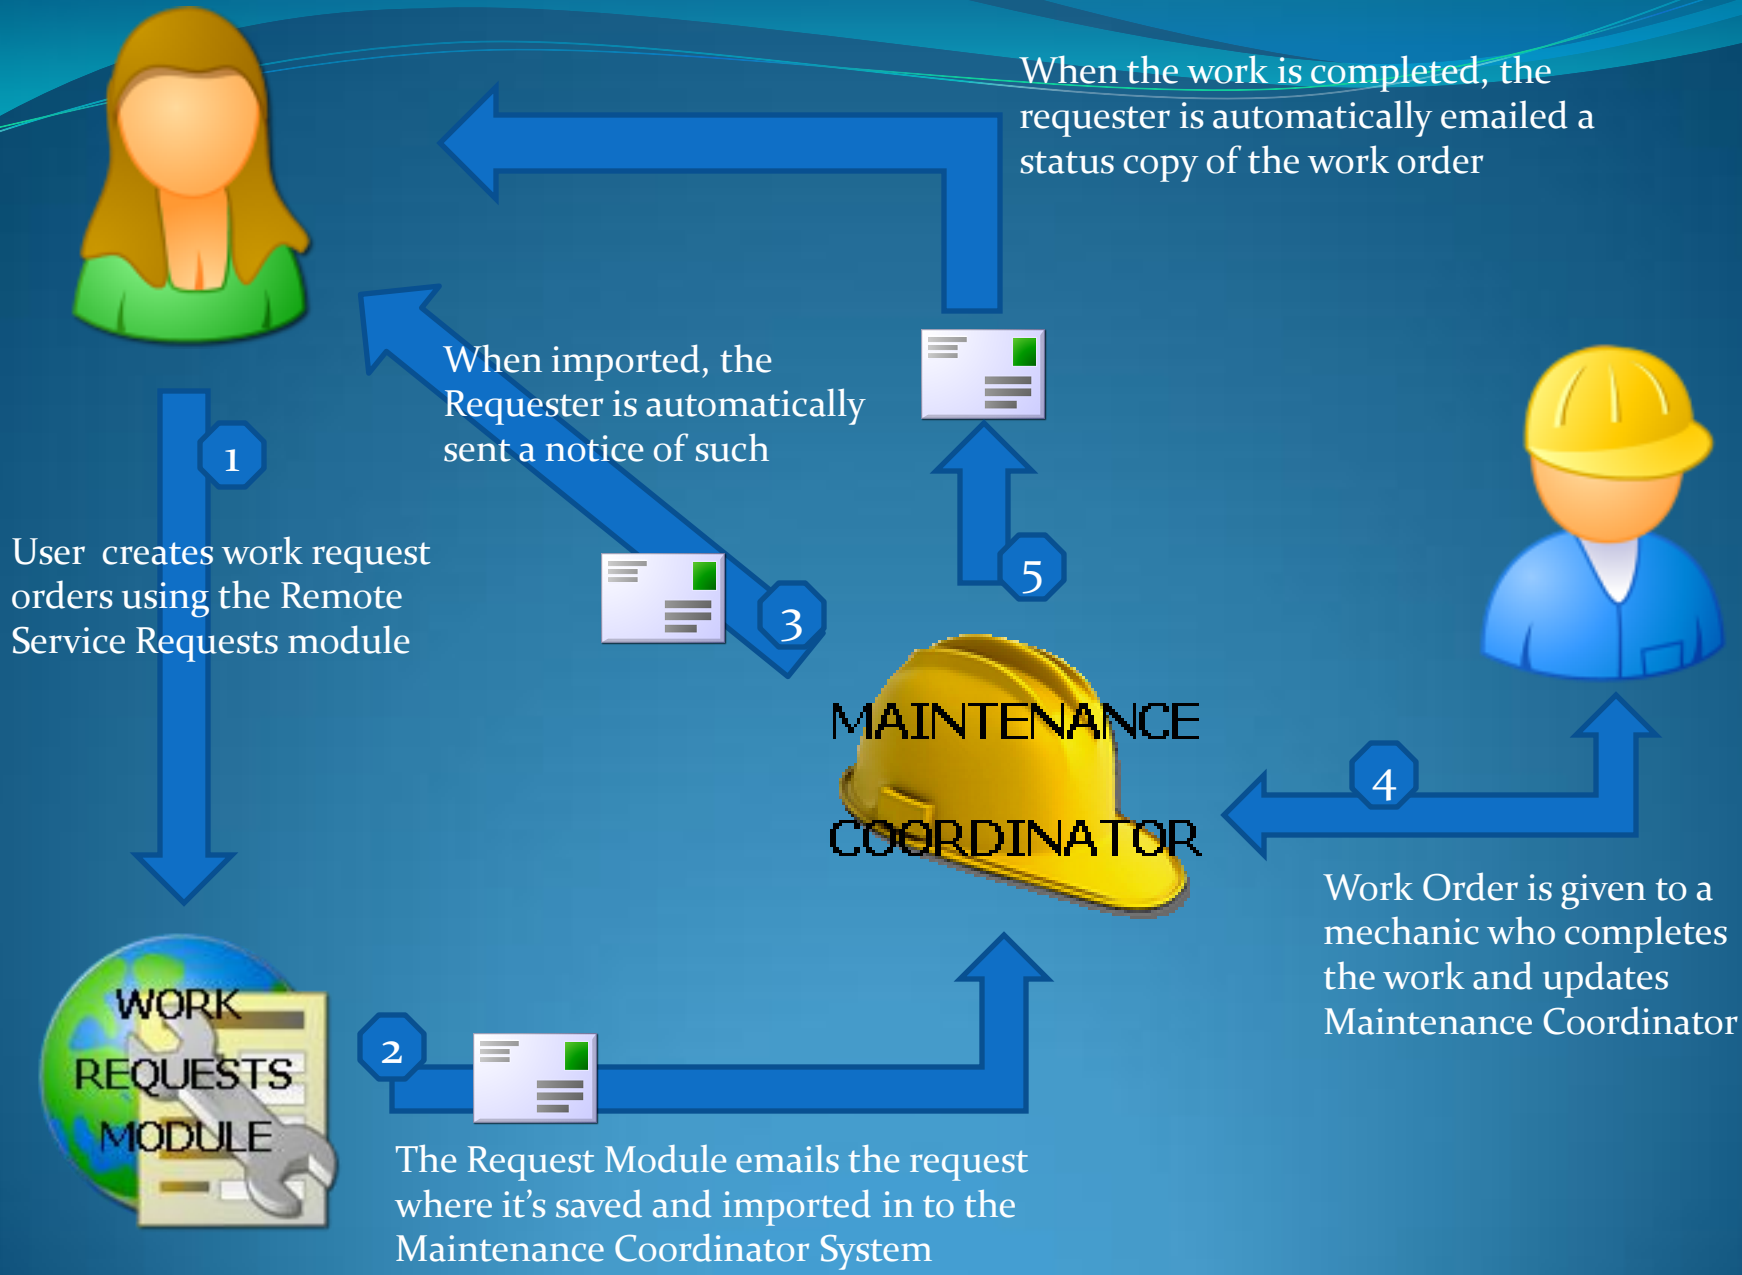 When the work is completed, the
requester is automatically emailed a
status copy of the work order
When imported, the
Requester is automatically
sent a notice of such
1
User  creates work request
orders using the Remote
Service Requests module
3
5
MAINTENANCE
COORDINATOR
4
Work Order is given to a
mechanic who completes
the work and updates
Maintenance Coordinator
WORK
REQUESTS
MODULE
2
The Request Module emails the request
where it’s saved and imported in to the
Maintenance Coordinator System